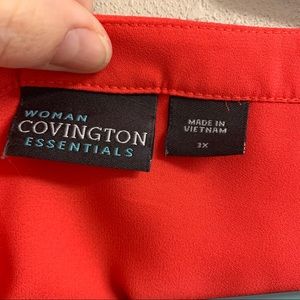 WOMAN
COVINGTON
ESSENTIALS
MADE IN
VIETNAM
3X